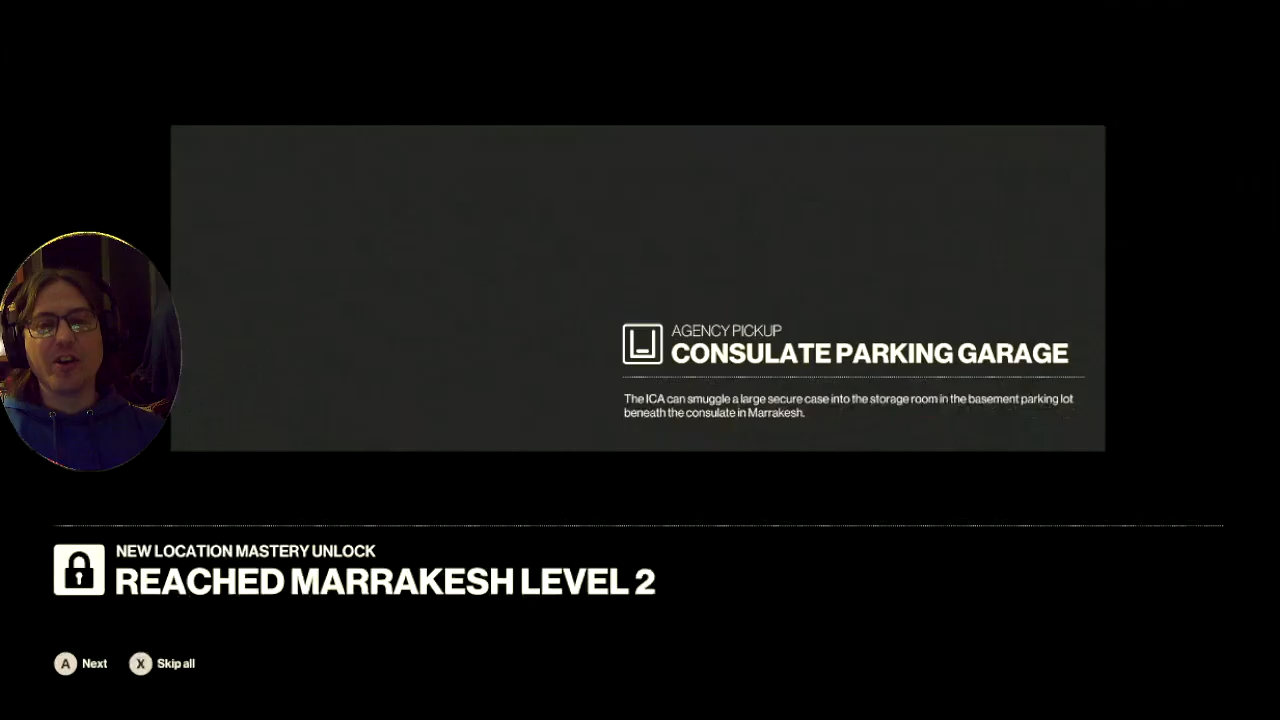 AGENCY PICKUP
CONSULATE PARKING GARAGE
The ICA can smuggle a large secure case into the storage room in the basement parking lot
beneath the consulate in Marrakesh.
NEW LOCATION MASTERY UNLOCK
REACHED MARRAKESH LEVEL 2
A Next X Skip all